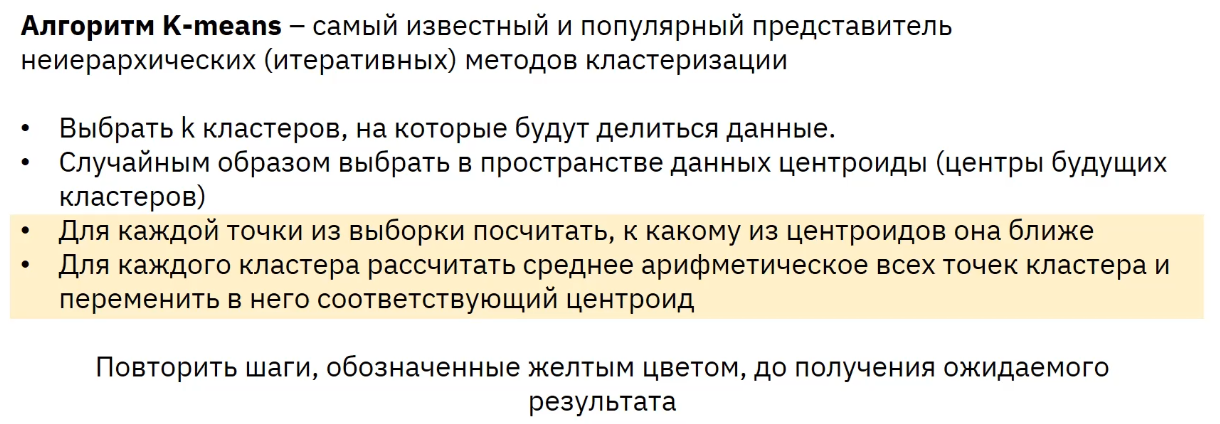 Алгоритм K-means – самый известный и популярный представитель
неиерархических (итеративных) методов кластеризации
• Выбрать k кластеров, на которые будут делиться данные.
• Случайным образом выбрать в пространстве данных центроиды (центры будущих
кластеров)
• Для каждой точки из выборки посчитать, к какому из центроидов она ближе
• Для каждого кластера рассчитать среднее арифметическое всех точек кластера и
переменить в него соответствующий центроид
Повторить шаги, обозначенные желтым цветом, до получения ожидаемого
результата